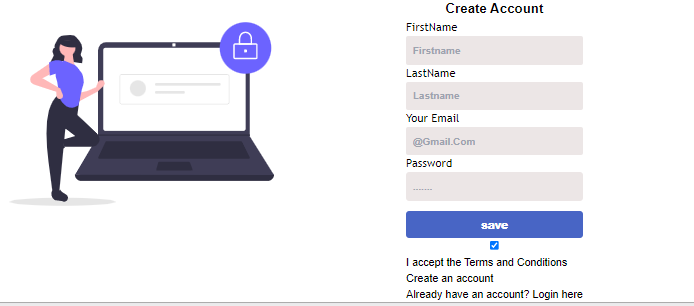 Create Account
FirstName
Firstname
LastName
Lastname
Your Email
@Gmail.Com
Password
.......
save
I accept the Terms and Conditions
Create an account
Already have an account? Login here